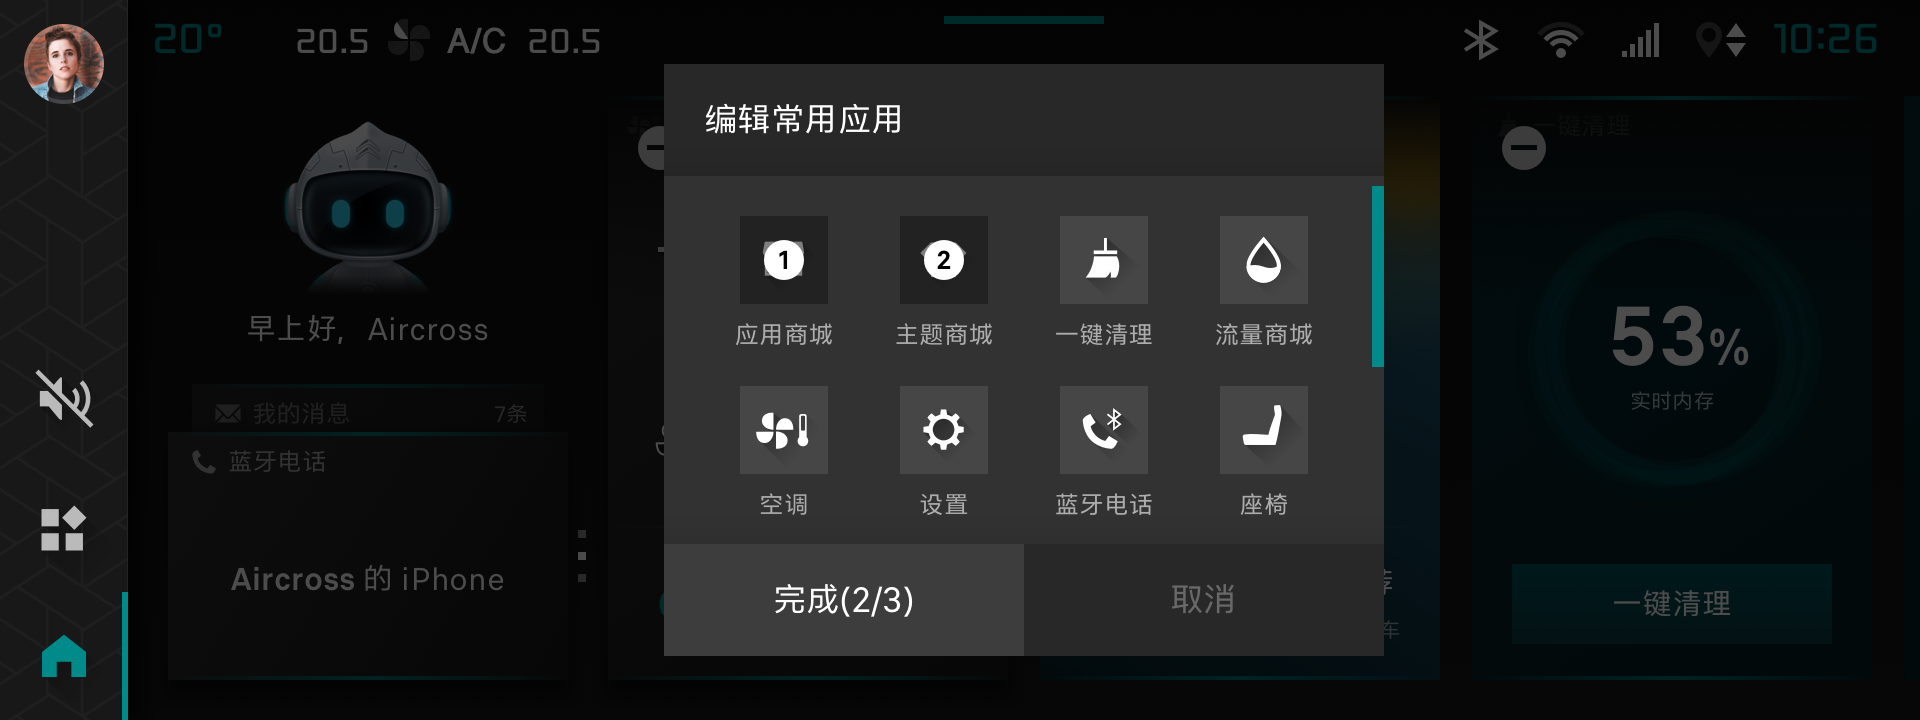 20° 20.5 A/C 20.5 10:26
编辑常用应用
一键清理
1
2
应用商城
主题商城
一键清理
流量商城
空调
设置
蓝牙电话
座椅
完成(2/3)
取消
早上好，Aircross
我的消息 7条
蓝牙电话
Aircross 的 iPhone
荐
车
53%
实时内存
一键清理